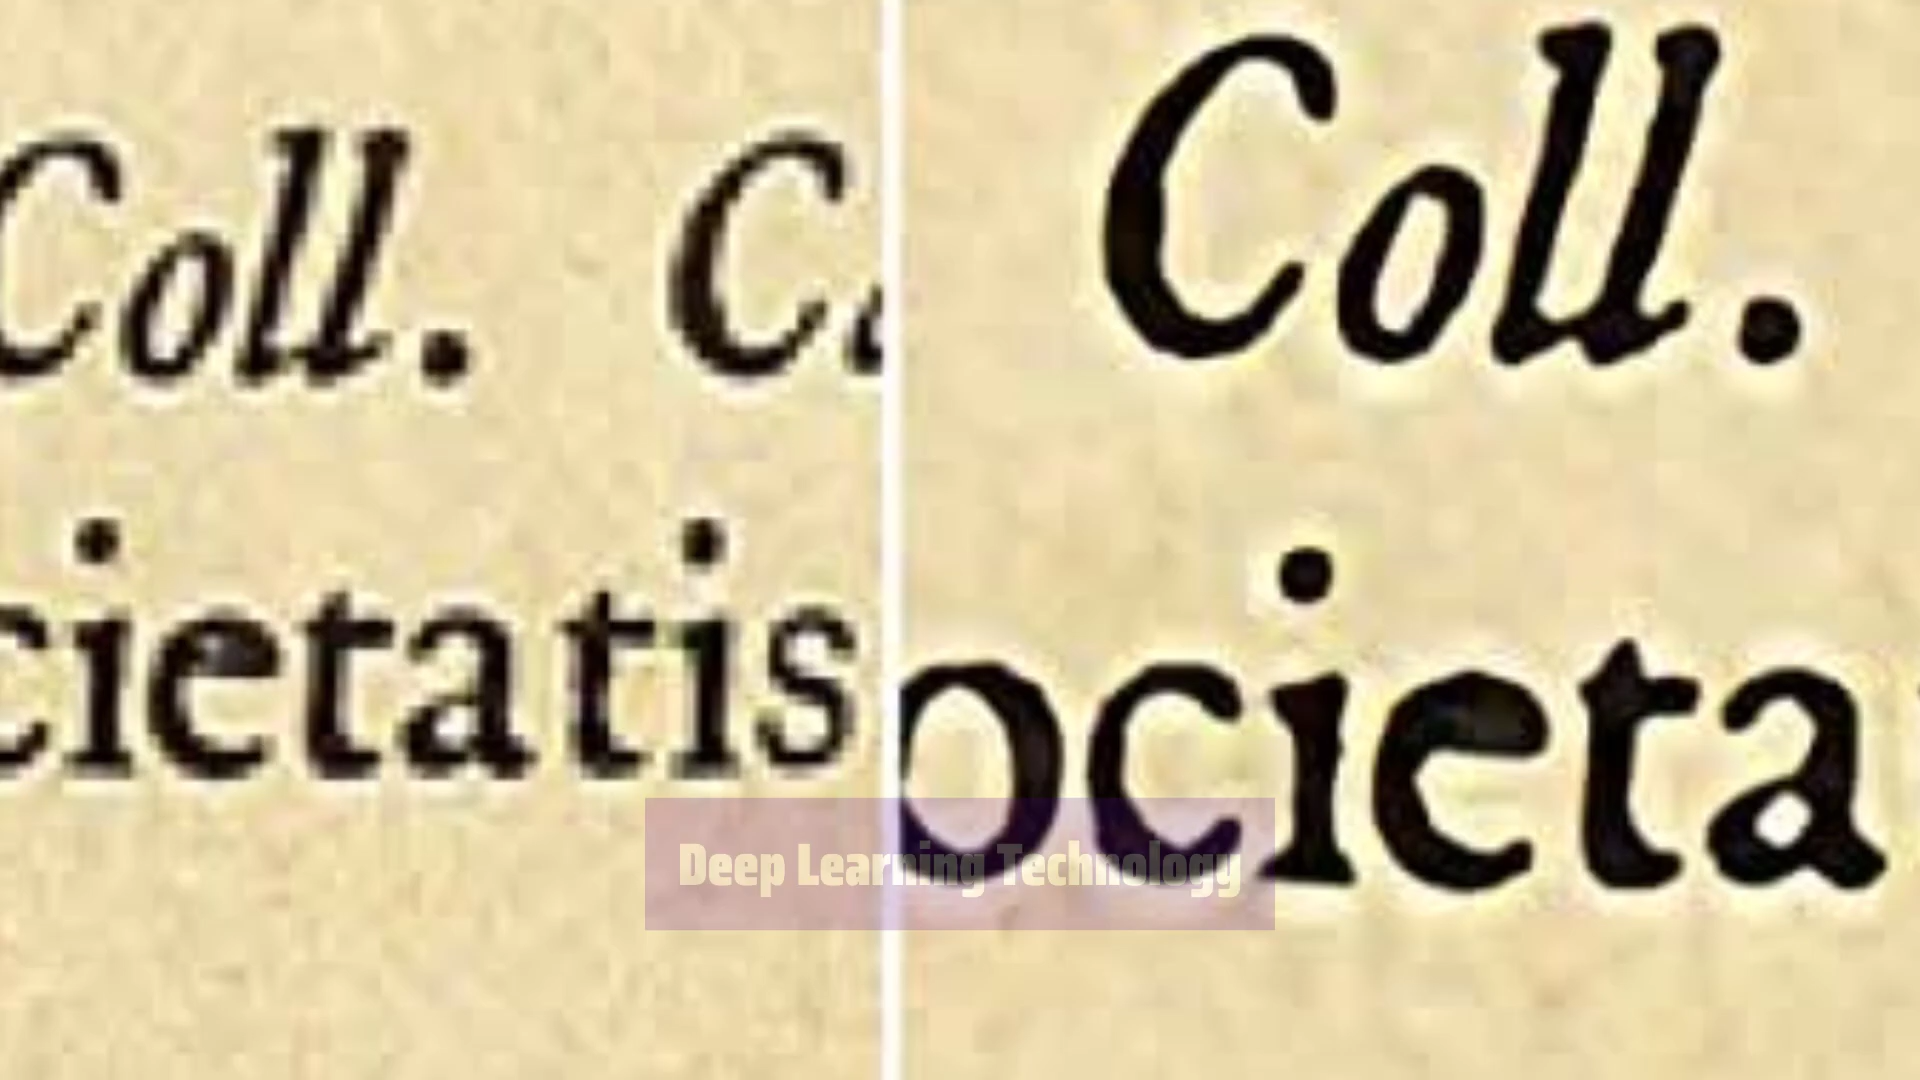 Coll. C
cietatis
Coll.
ocieta
Deep Learning Technology